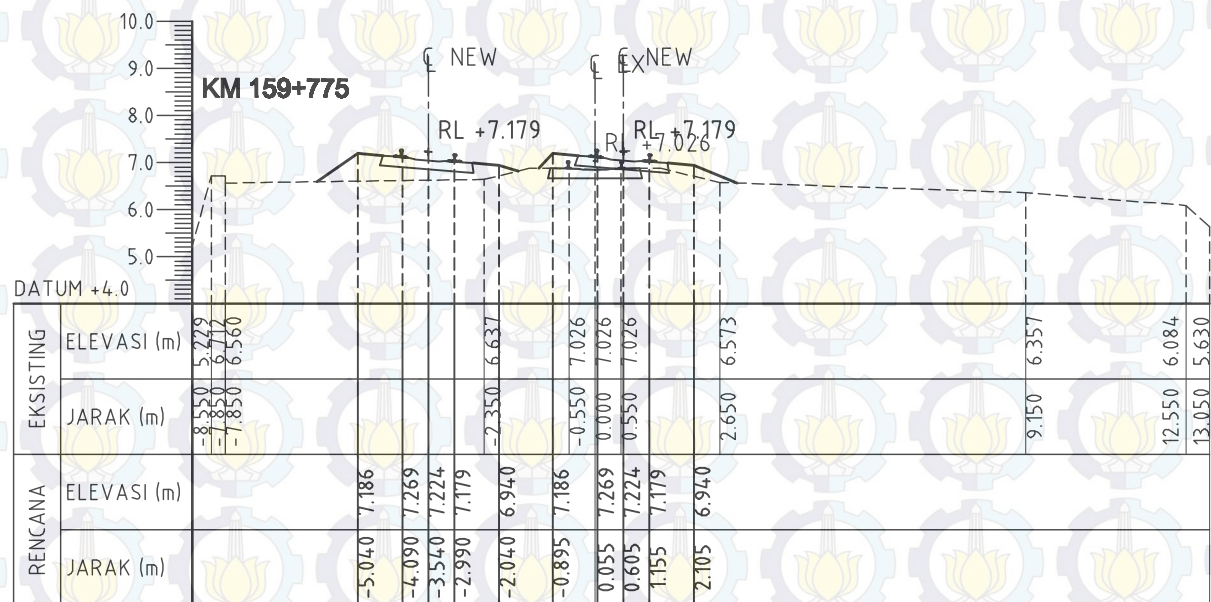 10.0
9.0
8.0
7.0
6.0
5.0
KM 159+775
NEW
EX NEW
RL +7.179
RL +7.179
RL +7.026
DATUM +4.0
EKSISTING
ELEVASI (m) 5.229 6.712 6.560 6.637 7.026 7.026 7.026 6.573 6.357 6.084 5.630
JARAK (m) -8.550 -7.850 -7.850 -2.350 -0.550 0.000 0.550 2.650 9.150 12.550 13.050
RENCANA
ELEVASI (m) 7.186 7.269 7.224 7.179 6.940 7.186 7.269 7.224 7.179 6.940
JARAK (m) -5.040 -4.090 -3.540 -2.990 -2.040 -0.895 0.055 0.605 1.155 2.105